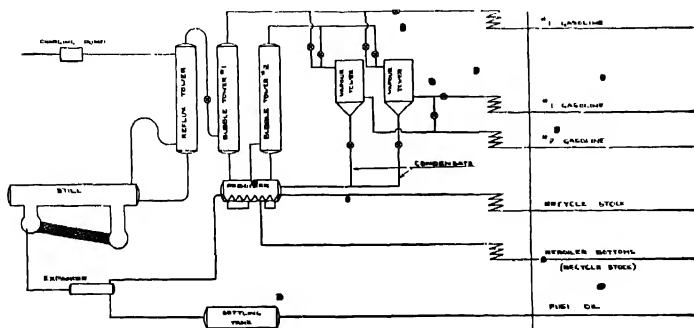 CHARGING PUMP
REFLUX TOWER
BUBBLE TOWER #1
BUBBLE TOWER #2
VAPOUR TOWER
VAPOUR TOWER
#1 GASOLINE
#1 GASOLINE
#2 GASOLINE
CONDENSATE
STILL
REBOILER
RECYCLE STOCK
REBOILER BOTTOMS
(RECYCLE STOCK)
EXPANDER
SETTLING
TANK
FUEL OIL